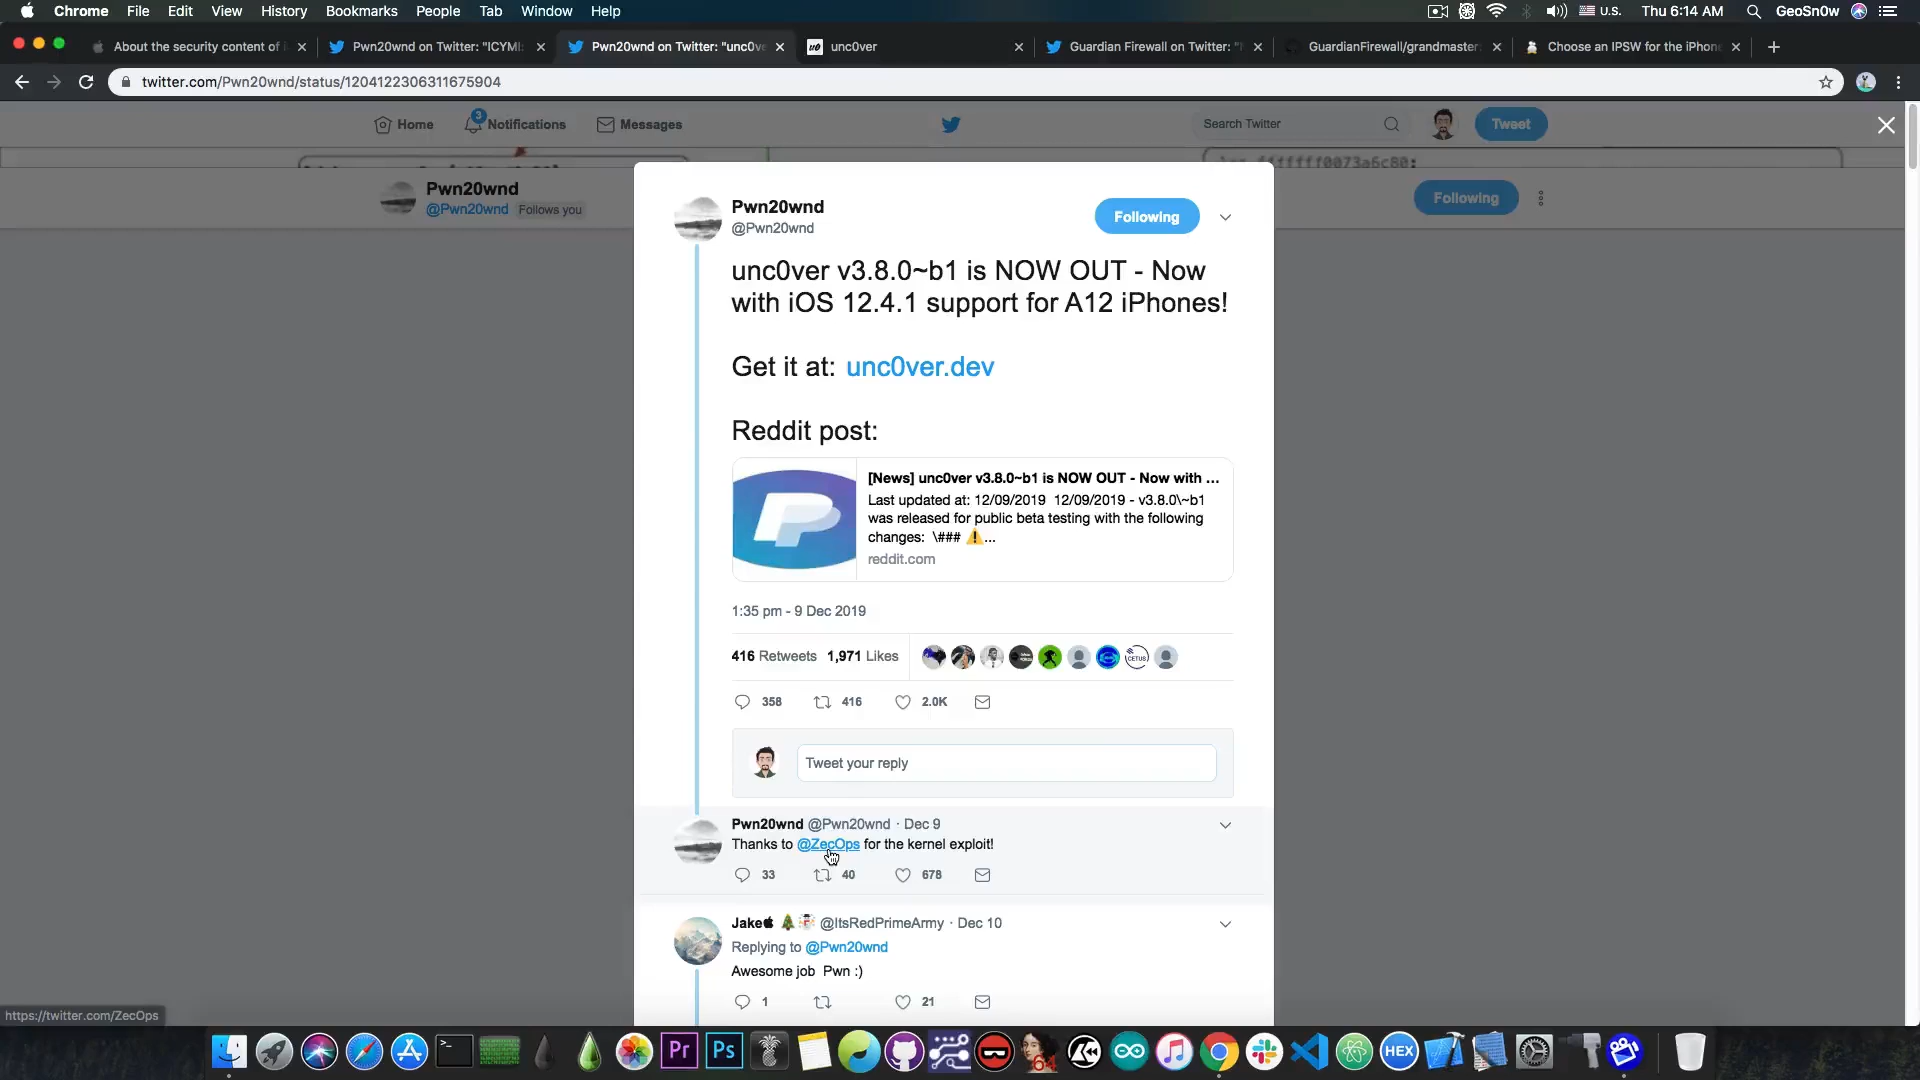 Chrome File Edit View History Bookmarks People Tab Window Help
U.S. Thu 6:14 AM GeoSn0w
About the security content of i
Pwn20wnd on Twitter: "ICYMI:
Pwn20wnd on Twitter: "unc0ve
unc0ver
Guardian Firewall on Twitter: "
GuardianFirewall/grandmaster
Choose an IPSW for the iPhone
twitter.com/Pwn20wnd/status/1204122306311675904
Home
3
Notifications
Messages
Search Twitter
Tweet
Pwn20wnd
@Pwn20wnd Follows you
Following
Pwn20wnd
@Pwn20wnd
Following
unc0ver v3.8.0~b1 is NOW OUT - Now
with iOS 12.4.1 support for A12 iPhones!
Get it at: unc0ver.dev
Reddit post:
[News] unc0ver v3.8.0~b1 is NOW OUT - Now with ...
Last updated at: 12/09/2019 12/09/2019 - v3.8.0\~b1
was released for public beta testing with the following
changes: \### ⚠️...
reddit.com
1:35 pm - 9 Dec 2019
416 Retweets 1,971 Likes
CETUS
358 416 2.0K
Tweet your reply
Pwn20wnd @Pwn20wnd · Dec 9
Thanks to @ZecOps for the kernel exploit!
33 40 678
Jake @ItsRedPrimeArmy · Dec 10
Replying to @Pwn20wnd
Awesome job Pwn :)
1 21
https://twitter.com/ZecOps
Pr Ps 64 HEX